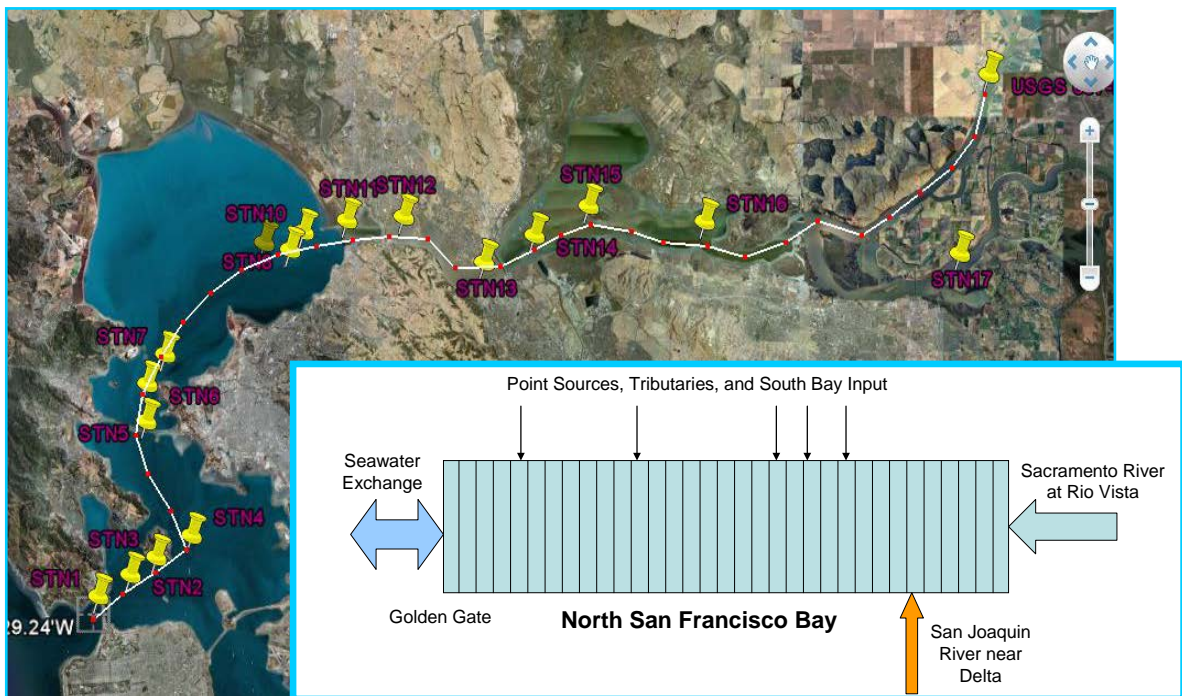 USGS
STN15
STN11
STN12
STN10
STN16
STN14
STN17
STN13
STN7
STN6
STN5
STN4
STN3
STN2
STN1
29.24'W
Point Sources, Tributaries, and South Bay Input
Seawater
Exchange
Sacramento River
at Rio Vista
Golden Gate
North San Francisco Bay
San Joaquin
River near
Delta